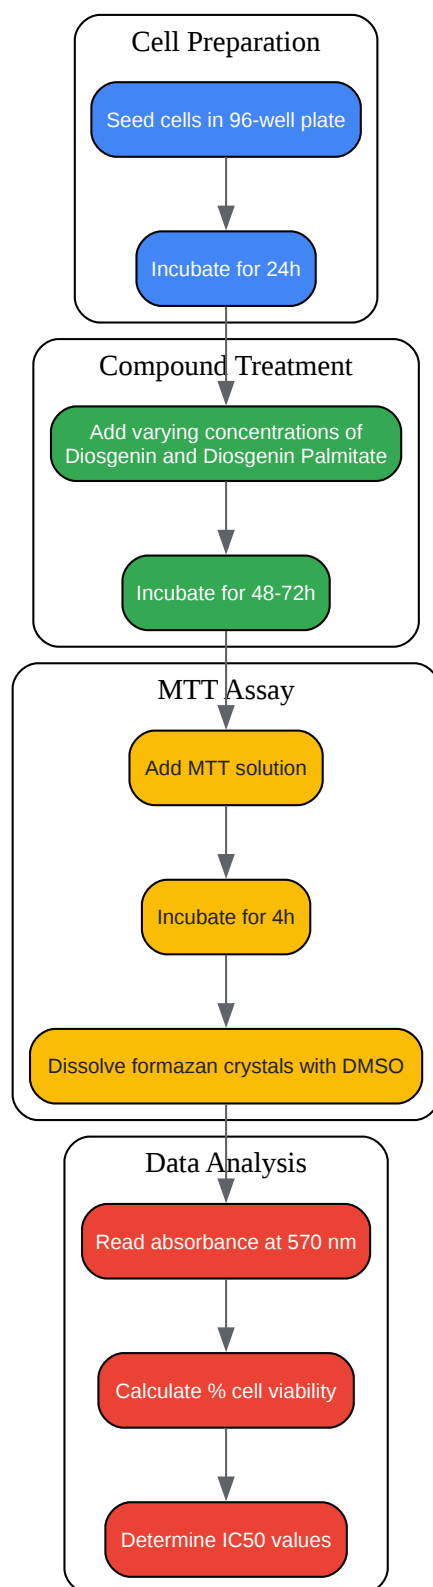 Cell Preparation
Seed cells in 96-well plate
Incubate for 24h
Compound Treatment
Add varying concentrations of
Diosgenin and Diosgenin Palmitate
Incubate for 48-72h
MTT Assay
Add MTT solution
Incubate for 4h
Dissolve formazan crystals with DMSO
Data Analysis
Read absorbance at 570 nm
Calculate % cell viability
Determine IC50 values